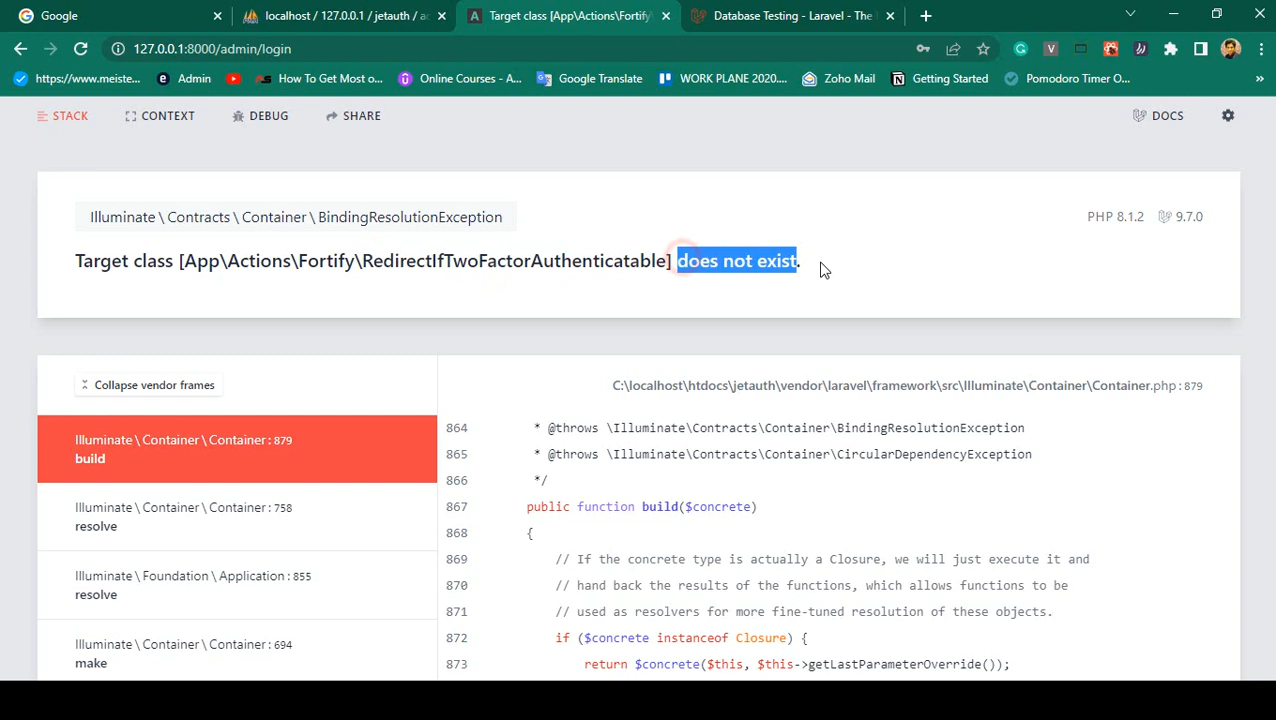 Google
localhost / 127.0.0.1 / jetauth / ac
Target class [App\Actions\Fortify\
Database Testing - Laravel - The P
127.0.0.1:8000/admin/login
https://www.meiste...
Admin
How To Get Most o...
Online Courses - A...
Google Translate
WORK PLANE 2020....
Zoho Mail
Getting Started
Pomodoro Timer O...
»
STACK
CONTEXT
DEBUG
SHARE
DOCS
Illuminate \ Contracts \ Container \ BindingResolutionException
PHP 8.1.2
9.7.0
Target class [App\Actions\Fortify\RedirectIfTwoFactorAuthenticatable] does not exist.
Collapse vendor frames
C:\localhost\htdocs\jetauth\vendor\laravel\framework\src\Illuminate\Container\Container.php : 879
Illuminate \ Container \ Container : 879
build
Illuminate \ Container \ Container : 758
resolve
Illuminate \ Foundation \ Application : 855
resolve
Illuminate \ Container \ Container : 694
make
864 * @throws \Illuminate\Contracts\Container\BindingResolutionException
865 * @throws \Illuminate\Contracts\Container\CircularDependencyException
866 */
867 public function build($concrete)
868 {
869 // If the concrete type is actually a Closure, we will just execute it and
870 // hand back the results of the functions, which allows functions to be
871 // used as resolvers for more fine-tuned resolution of these objects.
872 if ($concrete instanceof Closure) {
873 return $concrete($this, $this->getLastParameterOverride());